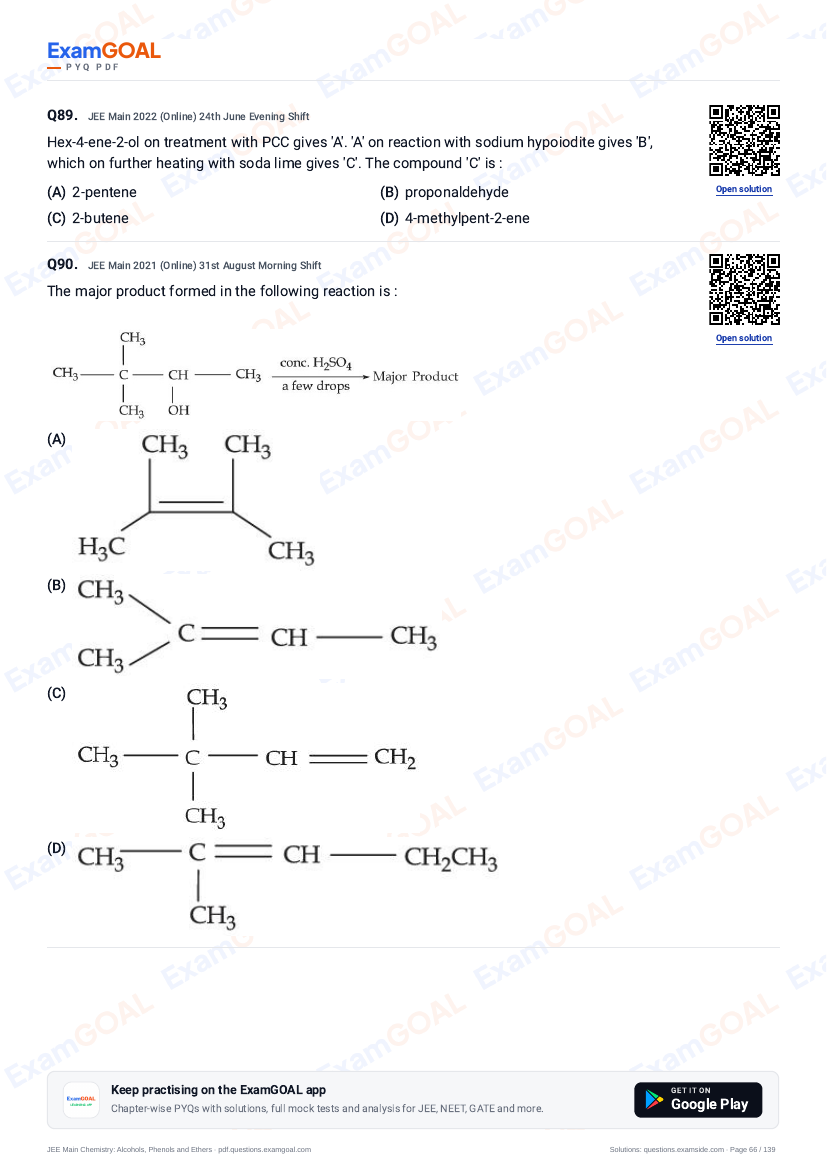 ExamGOAL
PYQ PDF
Q89. JEE Main 2022 (Online) 24th June Evening Shift
Hex-4-ene-2-ol on treatment with PCC gives 'A'. 'A' on reaction with sodium hypoiodite gives 'B',
which on further heating with soda lime gives 'C'. The compound 'C' is :
(A) 2-pentene
(B) proponaldehyde
(C) 2-butene
(D) 4-methylpent-2-ene
Open solution
Q90. JEE Main 2021 (Online) 31st August Morning Shift
The major product formed in the following reaction is :
Open solution
CH3
CH3 C CH CH3 conc. H2SO4 Major Product
a few drops
CH3 OH
(A) CH3 CH3
H3C CH3
(B) CH3
C CH CH3
CH3
(C) CH3
CH3 C CH CH2
CH3
(D) CH3 C CH CH2CH3
CH3
Keep practising on the ExamGOAL app
Chapter-wise PYQs with solutions, full mock tests and analysis for JEE, NEET, GATE and more.
GET IT ON
Google Play
JEE Main Chemistry: Alcohols, Phenols and Ethers · pdf.questions.examgoal.com
Solutions: questions.examside.com · Page 66 / 139